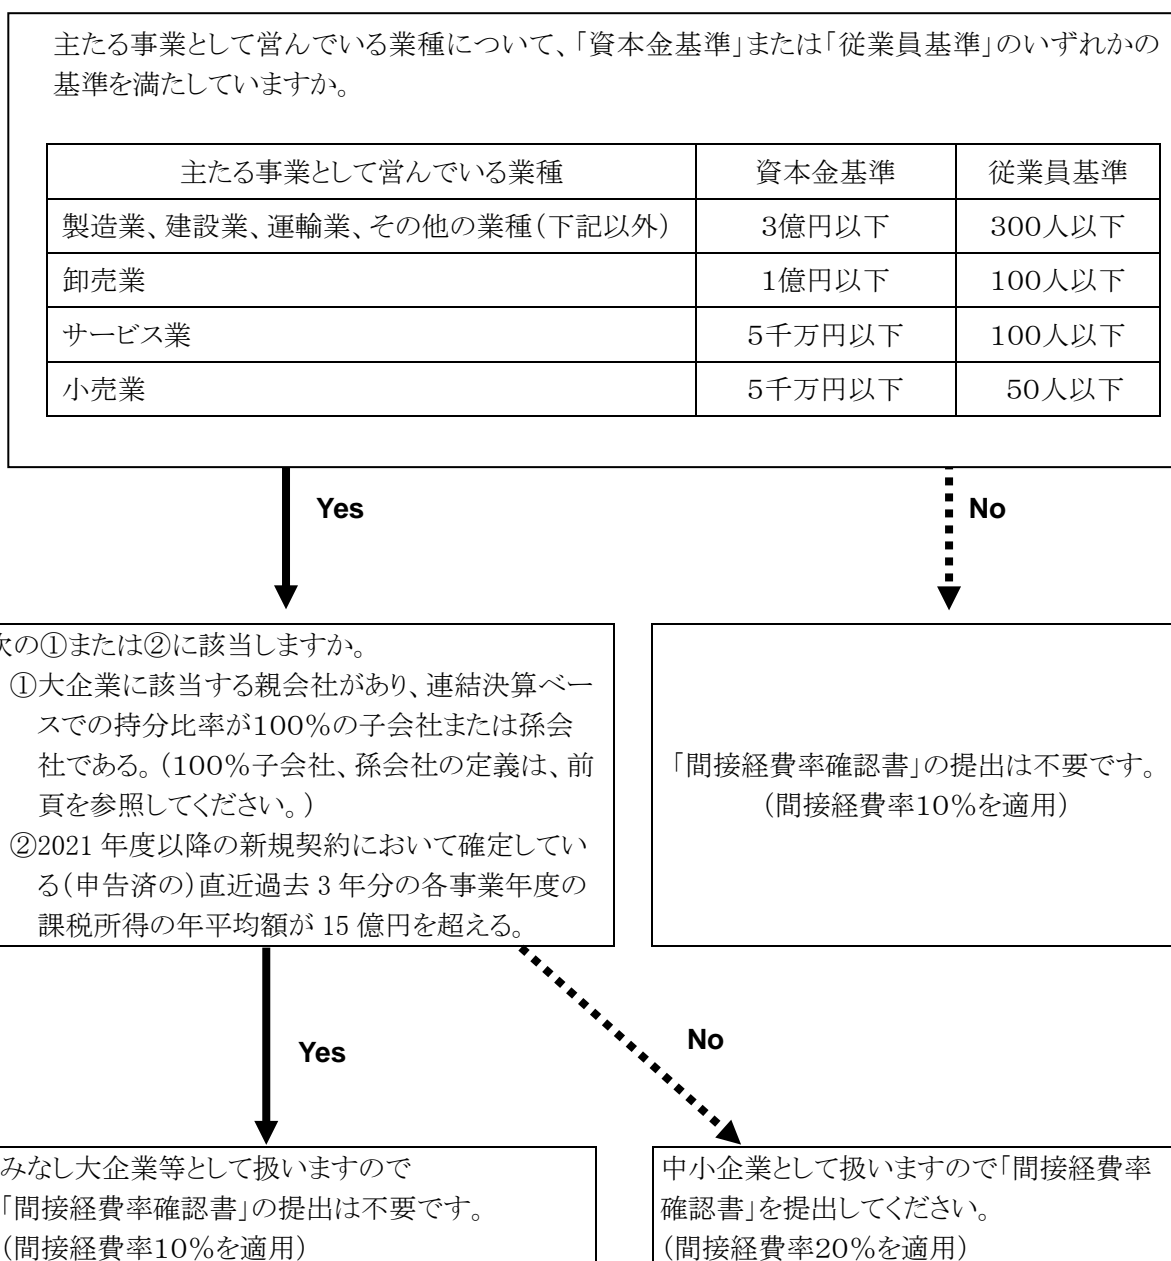 主たる事業として営んでいる業種について、「資本金基準」または「従業員基準」のいずれかの
基準を満たしていますか。
主たる事業として営んでいる業種 資本金基準 従業員基準
製造業、建設業、運輸業、その他の業種(下記以外) 3億円以下 300人以下
卸売業 1億円以下 100人以下
サービス業 5千万円以下 100人以下
小売業 5千万円以下 50人以下
Yes
No
次の①または②に該当しますか。
①大企業に該当する親会社があり、連結決算ベー
スでの持分比率が100%の子会社または孫会
社である。(100%子会社、孫会社の定義は、前
頁を参照してください。)
②2021 年度以降の新規契約において確定してい
る(申告済の)直近過去 3 年分の各事業年度の
課税所得の年平均額が 15 億円を超える。
「間接経費率確認書」の提出は不要です。
(間接経費率10%を適用)
Yes
No
みなし大企業等として扱いますので
「間接経費率確認書」の提出は不要です。
(間接経費率10%を適用)
中小企業として扱いますので「間接経費率
確認書」を提出してください。
(間接経費率20%を適用)